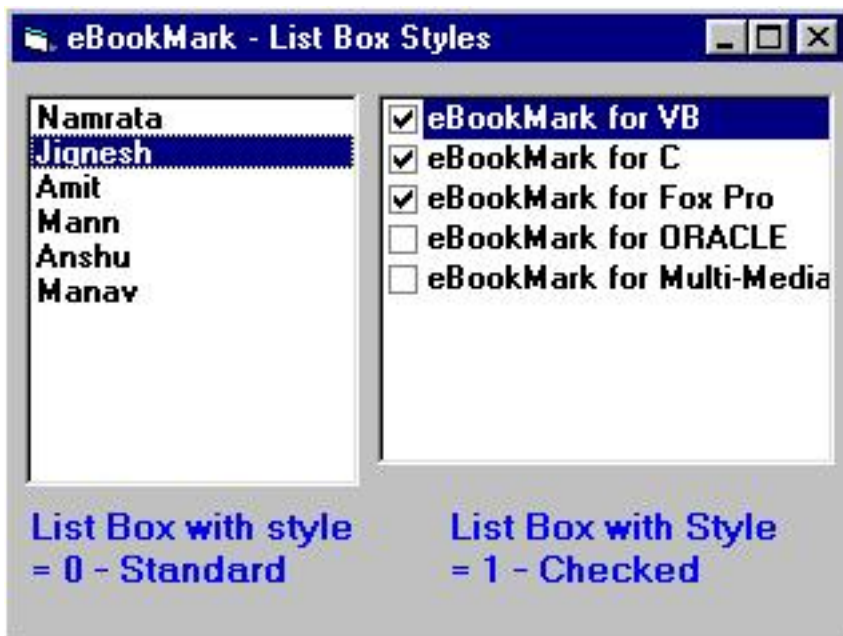 eBookMark - List Box Styles
Namrata
Jignesh
Amit
Mann
Anshu
Manav
eBookMark for VB
eBookMark for C
eBookMark for Fox Pro
eBookMark for ORACLE
eBookMark for Multi-Media
List Box with style
= 0 - Standard
List Box with Style
= 1 - Checked